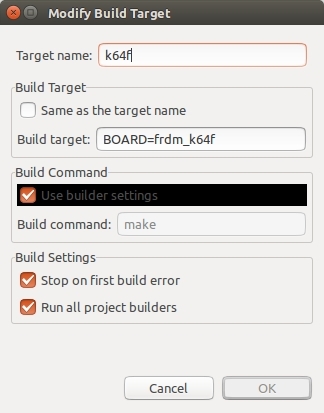 Modify Build Target
Target name: k64f
Build Target
Same as the target name
Build target: BOARD=frdm_k64f
Build Command
Use builder settings
Build command: make
Build Settings
Stop on first build error
Run all project builders
Cancel OK